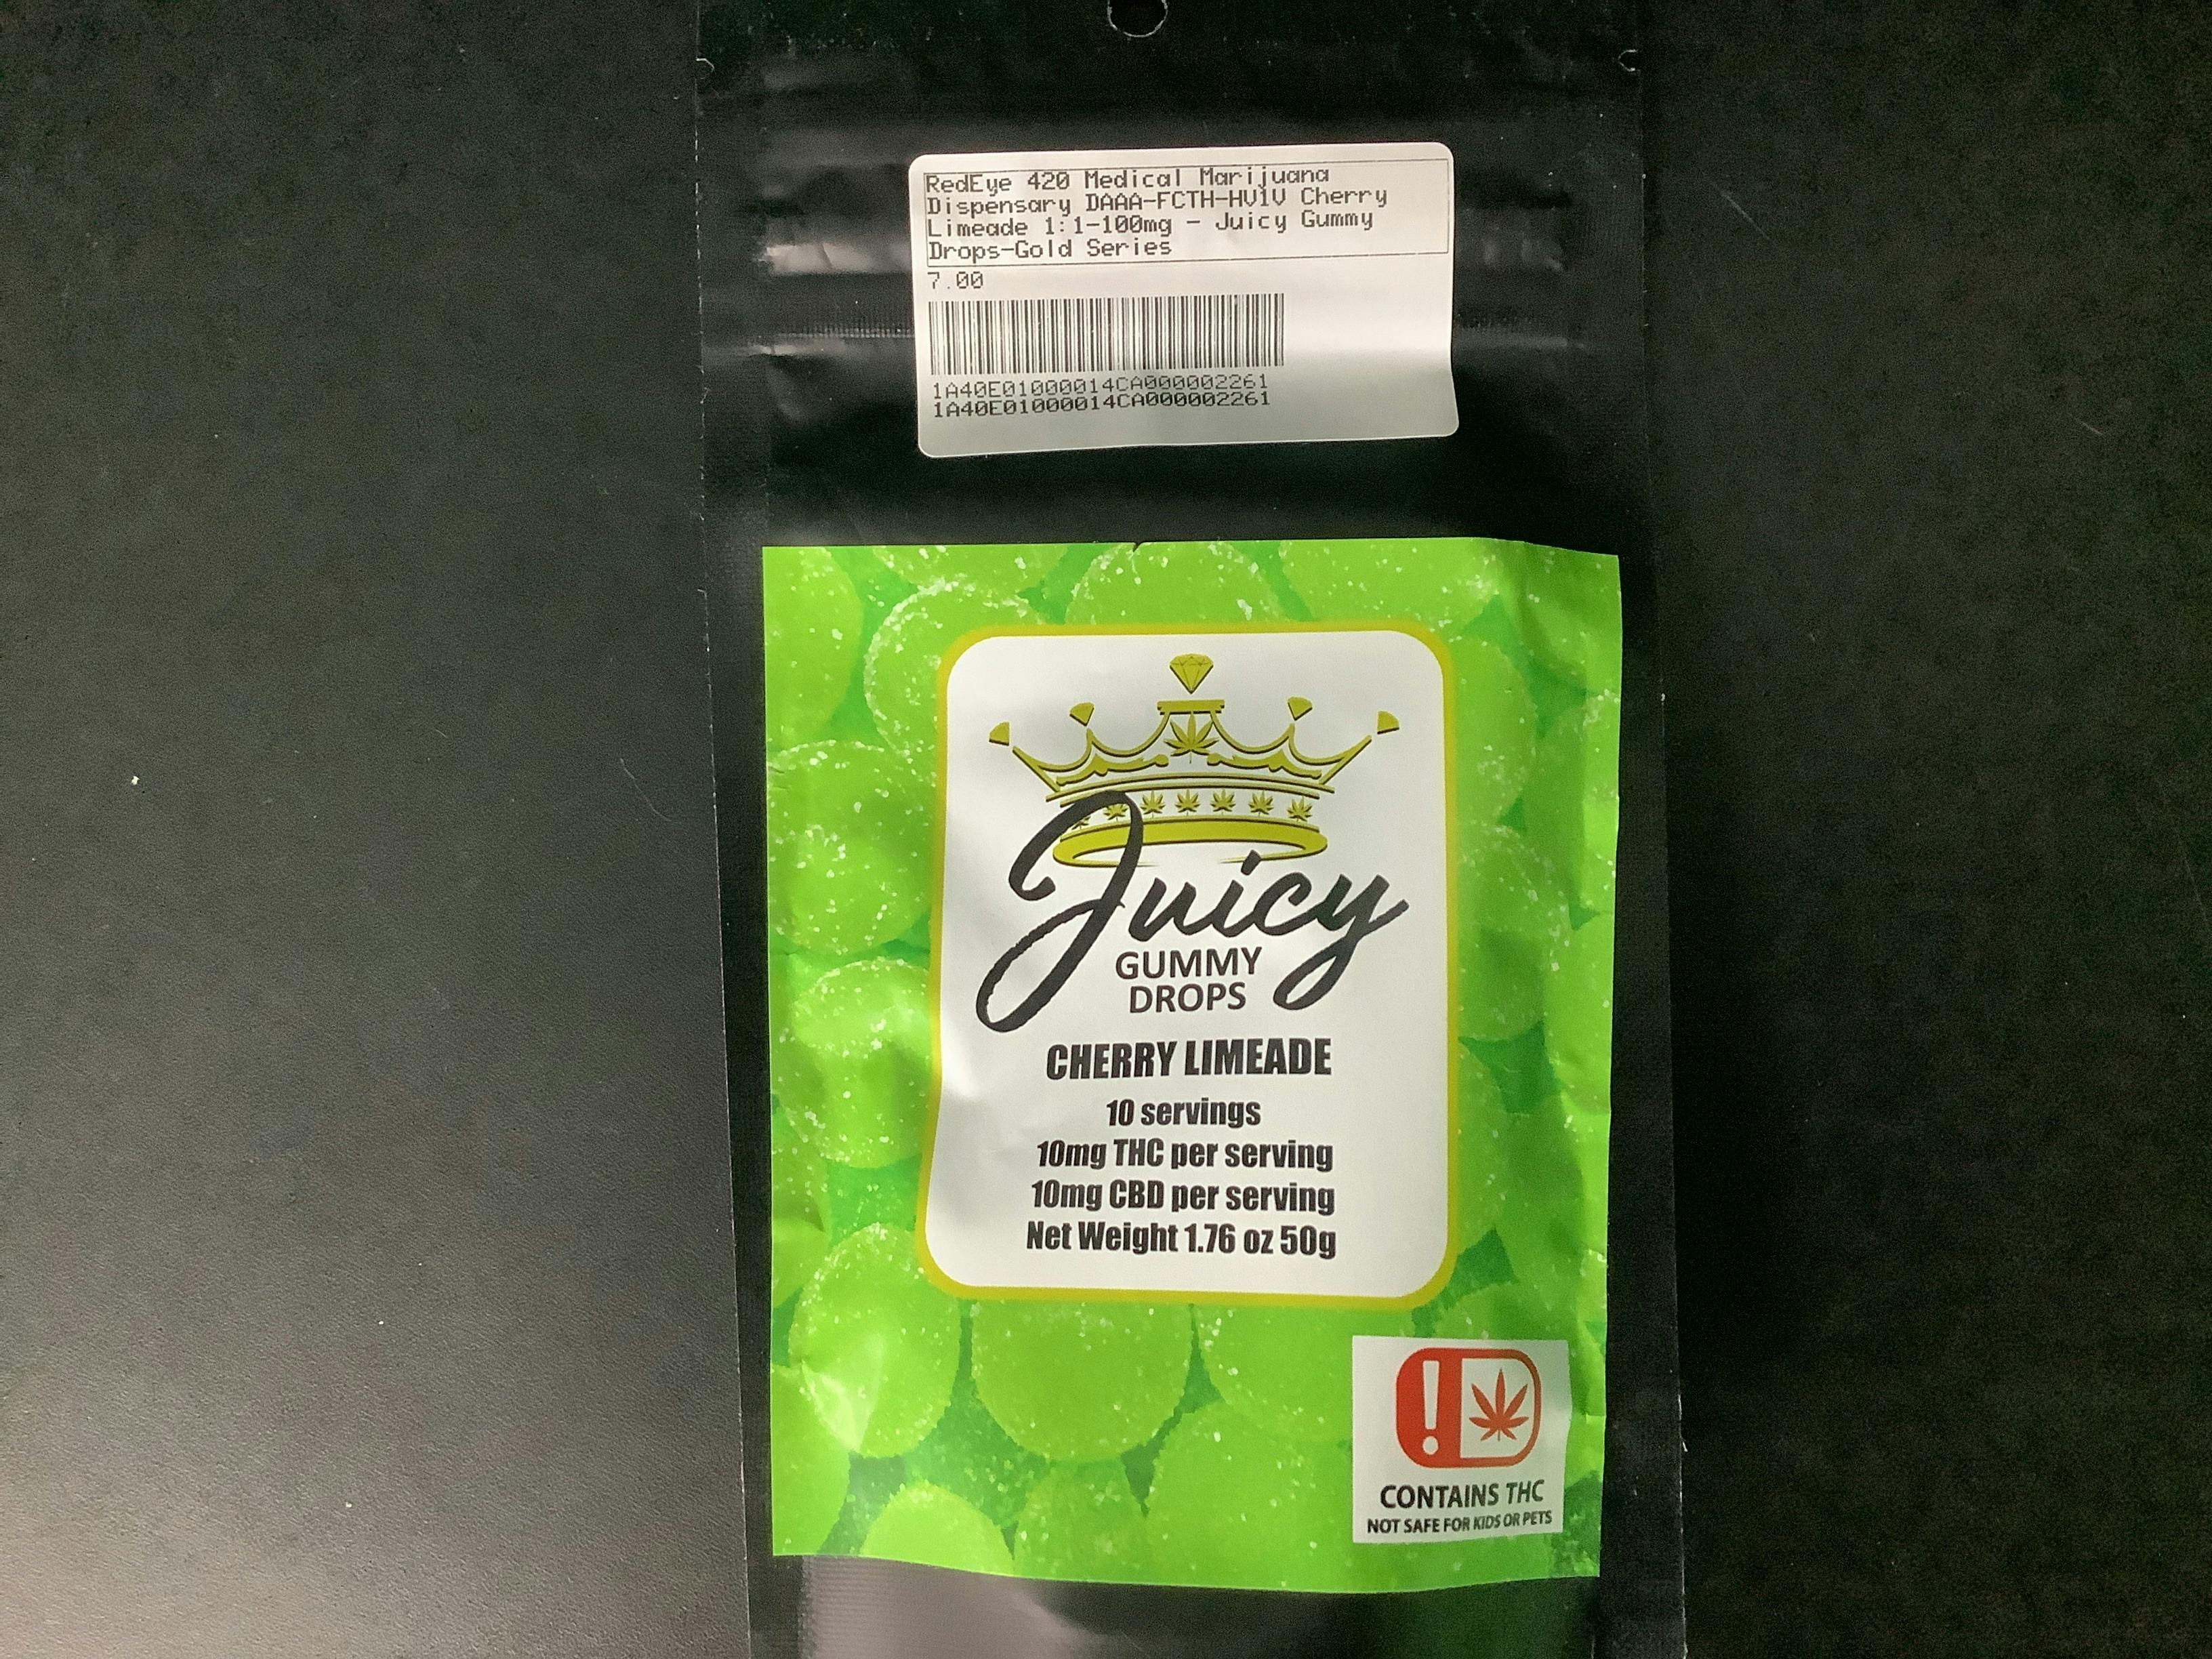 RedEye 420 Medical Marijuana
Dispensary DAAA-FCTH-HV1V Cherry
Limeade 1:1-100mg - Juicy Gummy
Drops-Gold Series
7.00
1A40E01000014CA000002261
1A40E01000014CA000002261
Juicy
GUMMY
DROPS
CHERRY LIMEADE
10 servings
10mg THC per serving
10mg CBD per serving
Net Weight 1.76 oz 50g
!
CONTAINS THC
NOT SAFE FOR KIDS OR PETS